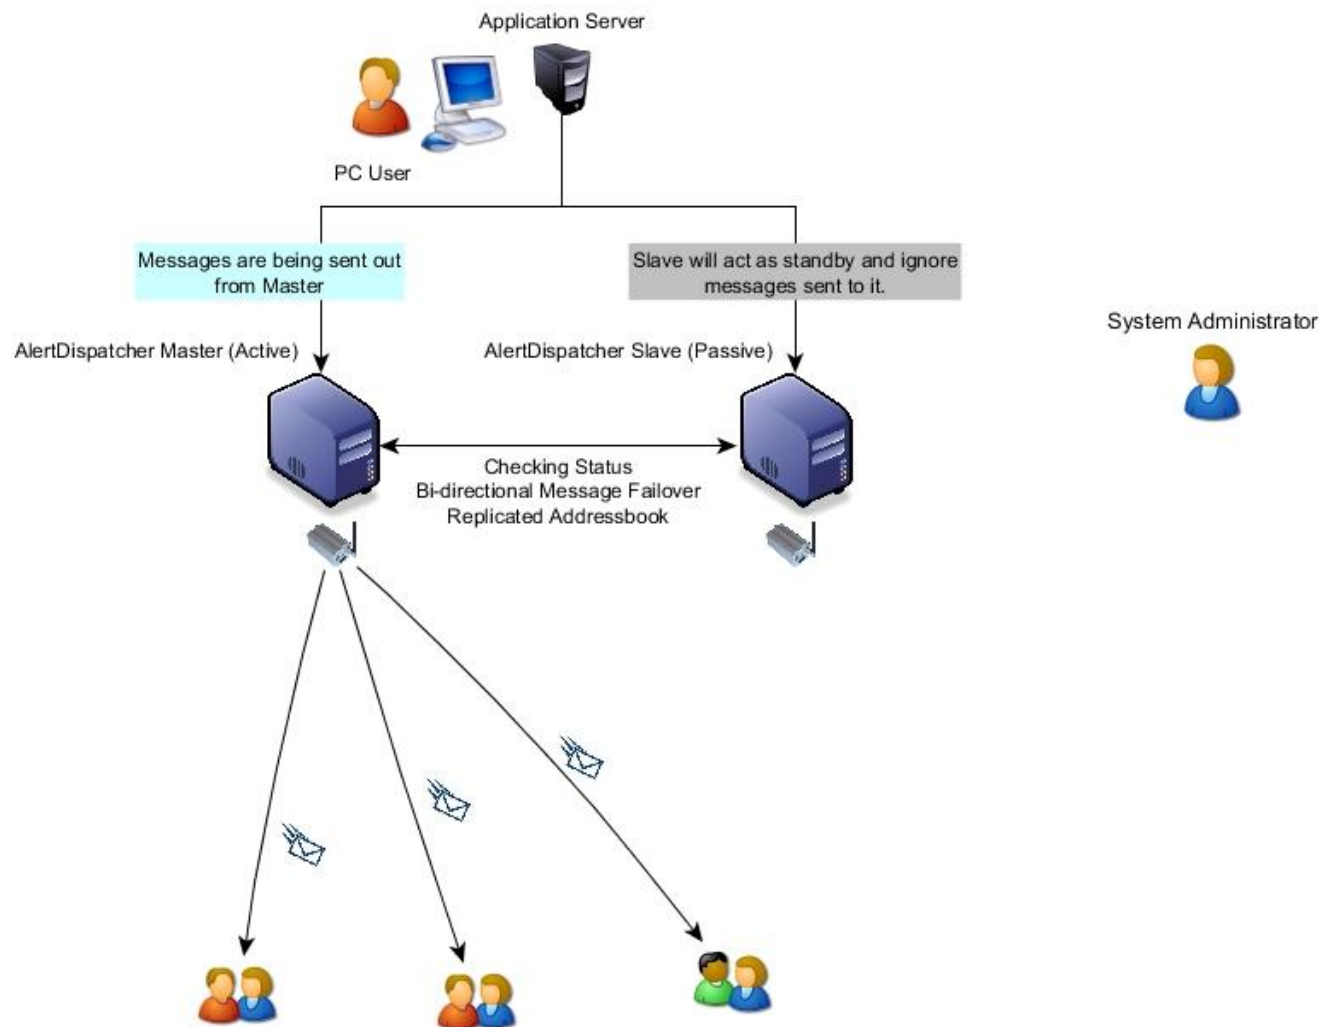 Application Server
PC User
Messages are being sent out
from Master
Slave will act as standby and ignore
messages sent to it.
System Administrator
AlertDispatcher Master (Active)
AlertDispatcher Slave (Passive)
Checking Status
Bi-directional Message Failover
Replicated Addressbook